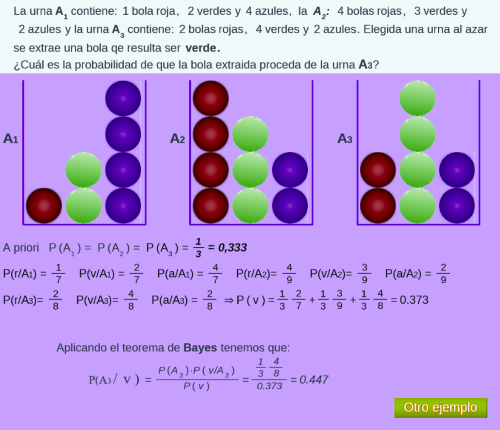 La urna A1 contiene: 1 bola roja, 2 verdes y 4 azules, la A2: 4 bolas rojas, 3 verdes y
2 azules y la urna A3 contiene: 2 bolas rojas, 4 verdes y 2 azules. Elegida una urna al azar
se extrae una bola qe resulta ser verde.
¿Cuál es la probabilidad de que la bola extraida proceda de la urna A3?
A1 A2 A3
A priori P(A1) = P(A2) = P(A3) = 1/3 = 0,333
P(r/A1) = 1/7 P(v/A1) = 2/7 P(a/A1) = 4/7 P(r/A2)= 4/9 P(v/A2)= 3/9 P(a/A2) = 2/9
P(r/A3)= 2/8 P(v/A3)= 4/8 P(a/A3) = 2/8 ⇒ P(v) = 1/3 2/7 + 1/3 3/9 + 1/3 4/8 = 0.373
Aplicando el teorema de Bayes tenemos que:
P(A3/ v ) = P(A3)·P(v/A3) / P(v) = 1/3 4/8 / 0.373 = 0.447
Otro ejemplo